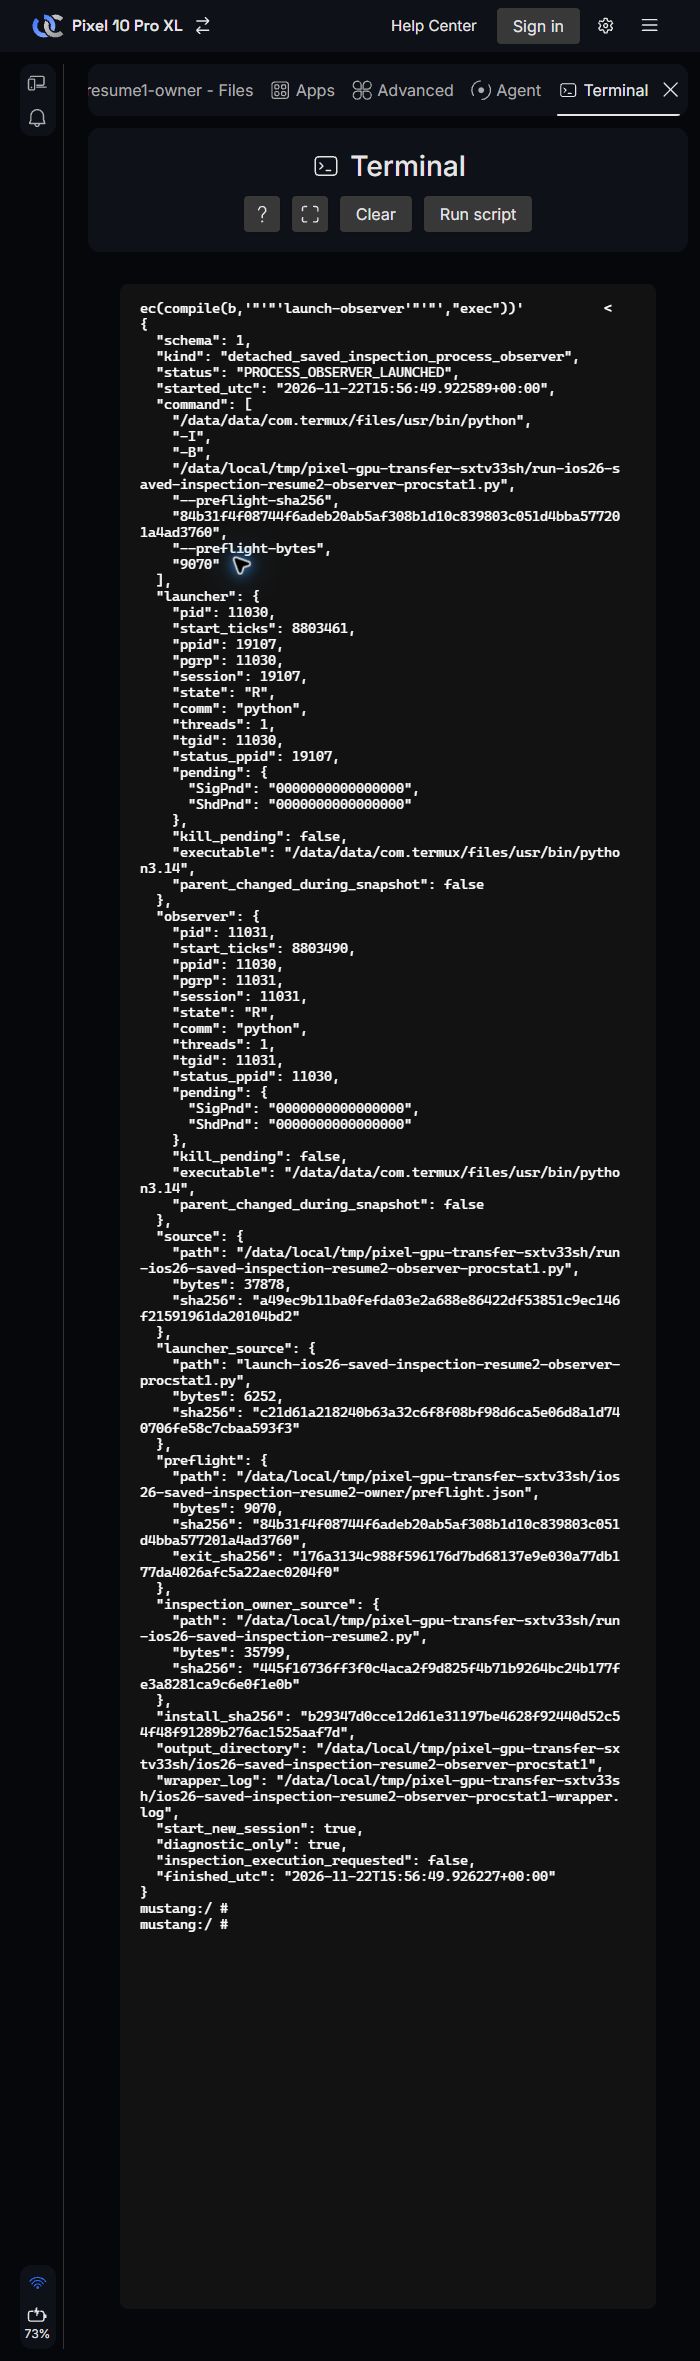 Pixel 10 Pro XL
Help Center
Sign in
resume1-owner - Files
Apps
Advanced
Agent
Terminal
Terminal
?
Clear
Run script
ec(compile(b,'"'"'launch-observer'"'"',"exec"))'          <
{
  "schema": 1,
  "kind": "detached_saved_inspection_process_observer",
  "status": "PROCESS_OBSERVER_LAUNCHED",
  "started_utc": "2026-11-22T15:56:49.922589+00:00",
  "command": [
    "/data/data/com.termux/files/usr/bin/python",
    "-I",
    "-B",
    "/data/local/tmp/pixel-gpu-transfer-sxtv33sh/run-ios26-s
aved-inspection-resume2-observer-procstat1.py",
    "--preflight-sha256",
    "84b31f4f08744f6adeb20ab5af308b1d10c839803c051d4bba57720
1a4ad3760",
    "--preflight-bytes",
    "9070"
  ],
  "launcher": {
    "pid": 11030,
    "start_ticks": 8803461,
    "ppid": 19107,
    "pgrp": 11030,
    "session": 19107,
    "state": "R",
    "comm": "python",
    "threads": 1,
    "tgid": 11030,
    "status_ppid": 19107,
    "pending": {
      "SigPnd": "0000000000000000",
      "ShdPnd": "0000000000000000"
    },
    "kill_pending": false,
    "executable": "/data/data/com.termux/files/usr/bin/pytho
n3.14",
    "parent_changed_during_snapshot": false
  },
  "observer": {
    "pid": 11031,
    "start_ticks": 8803490,
    "ppid": 11030,
    "pgrp": 11031,
    "session": 11031,
    "state": "R",
    "comm": "python",
    "threads": 1,
    "tgid": 11031,
    "status_ppid": 11030,
    "pending": {
      "SigPnd": "0000000000000000",
      "ShdPnd": "0000000000000000"
    },
    "kill_pending": false,
    "executable": "/data/data/com.termux/files/usr/bin/pytho
n3.14",
    "parent_changed_during_snapshot": false
  },
  "source": {
    "path": "/data/local/tmp/pixel-gpu-transfer-sxtv33sh/run
-ios26-saved-inspection-resume2-observer-procstat1.py",
    "bytes": 37878,
    "sha256": "a49ec9b11ba0fefda03e2a688e86422df53851c9ec146
f21591961da20104bd2"
  },
  "launcher_source": {
    "path": "launch-ios26-saved-inspection-resume2-observer-
procstat1.py",
    "bytes": 6252,
    "sha256": "c21d61a218240b63a32c6f8f08bf98d6ca5e06d8a1d74
0706fe58c7cbaa593f3"
  },
  "preflight": {
    "path": "/data/local/tmp/pixel-gpu-transfer-sxtv33sh/ios
26-saved-inspection-resume2-owner/preflight.json",
    "bytes": 9070,
    "sha256": "84b31f4f08744f6adeb20ab5af308b1d10c839803c051
d4bba577201a4ad3760",
    "exit_sha256": "176a3134c988f596176d7bd68137e9e030a77db1
77da4026afc5a22aec0204f0"
  },
  "inspection_owner_source": {
    "path": "/data/local/tmp/pixel-gpu-transfer-sxtv33sh/run
-ios26-saved-inspection-resume2.py",
    "bytes": 35799,
    "sha256": "445f16736ff3f0c4aca2f9d825f4b71b9264bc24b177f
e3a8281ca9c6e0f1e0b"
  },
  "install_sha256": "b29347d0cce12d61e31197be4628f92440d52c5
4f48f91289b276ac1525aaf7d",
  "output_directory": "/data/local/tmp/pixel-gpu-transfer-sx
tv33sh/ios26-saved-inspection-resume2-observer-procstat1",
  "wrapper_log": "/data/local/tmp/pixel-gpu-transfer-sxtv33s
h/ios26-saved-inspection-resume2-observer-procstat1-wrapper.
log",
  "start_new_session": true,
  "diagnostic_only": true,
  "inspection_execution_requested": false,
  "finished_utc": "2026-11-22T15:56:49.926227+00:00"
}
mustang:/ #
mustang:/ #
73%